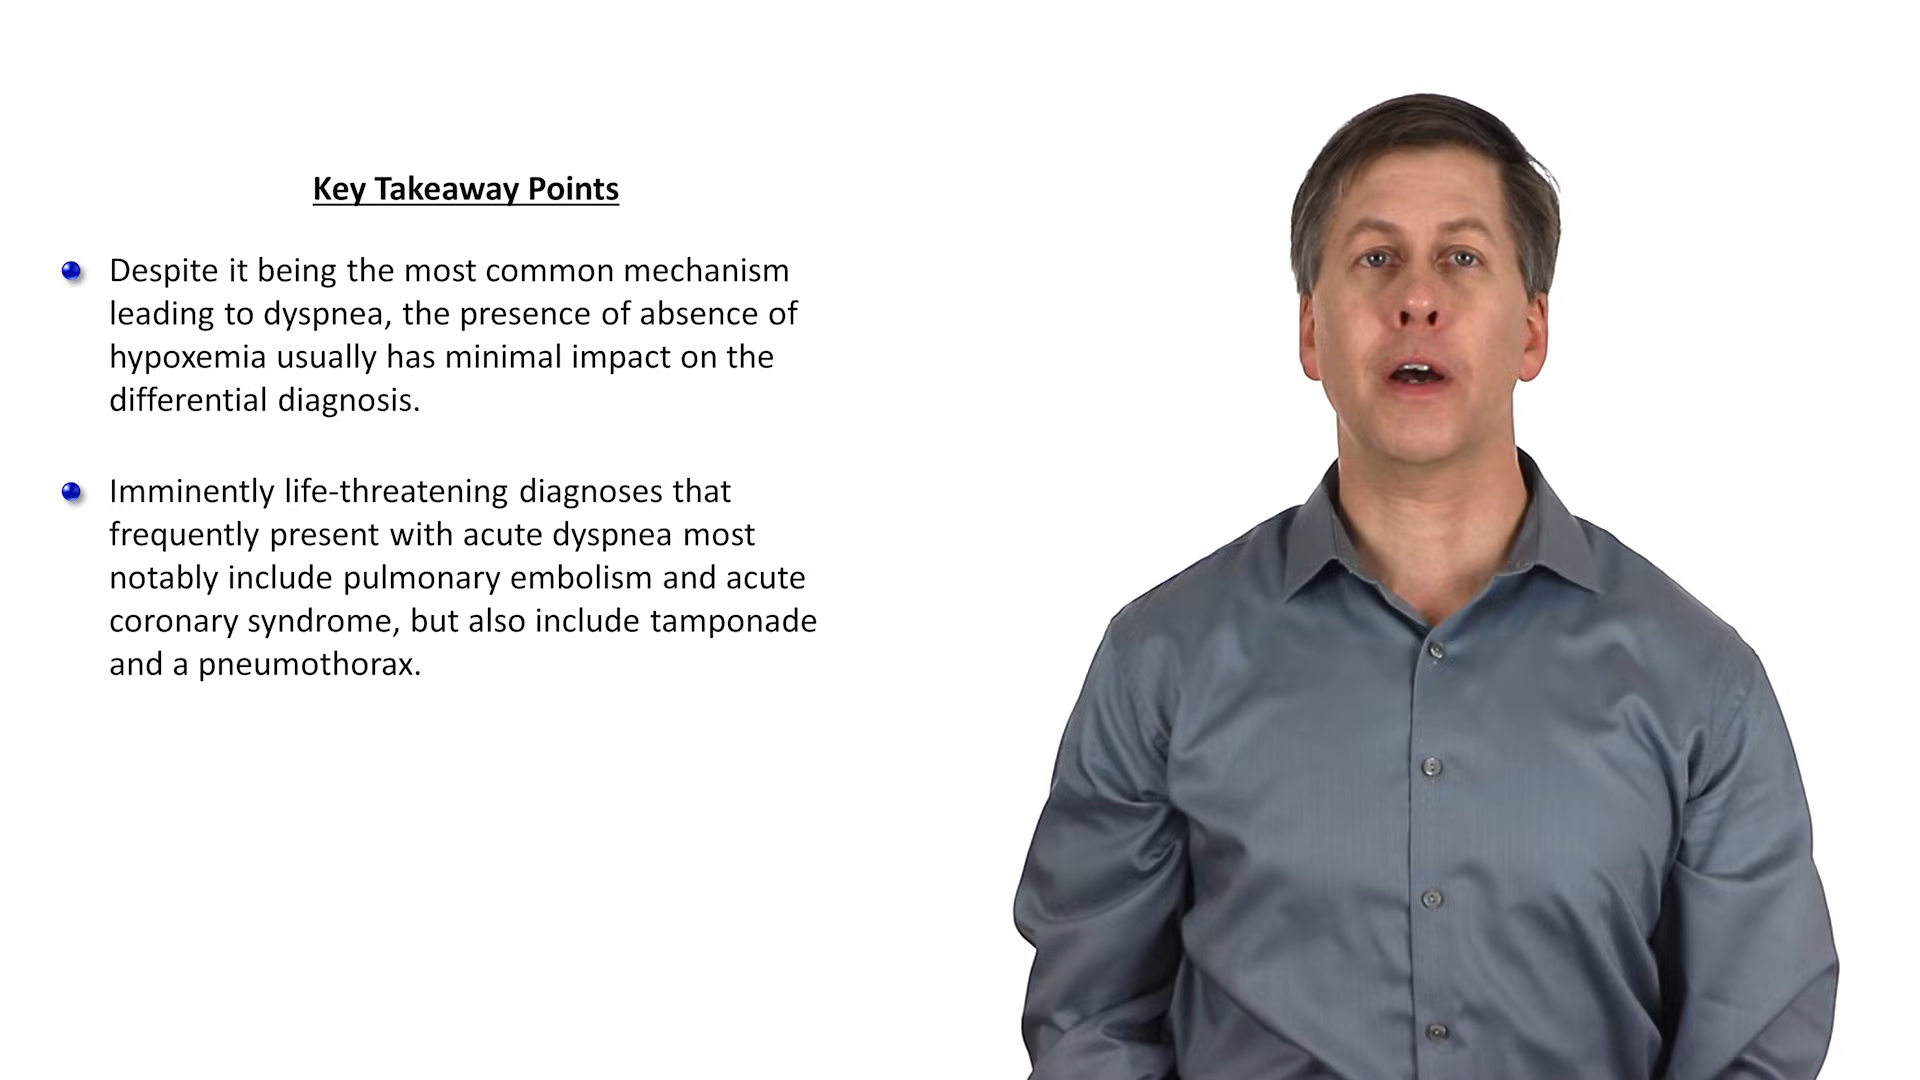 Key Takeaway Points
Despite it being the most common mechanism
leading to dyspnea, the presence of absence of
hypoxemia usually has minimal impact on the
differential diagnosis.
Imminently life-threatening diagnoses that
frequently present with acute dyspnea most
notably include pulmonary embolism and acute
coronary syndrome, but also include tamponade
and a pneumothorax.